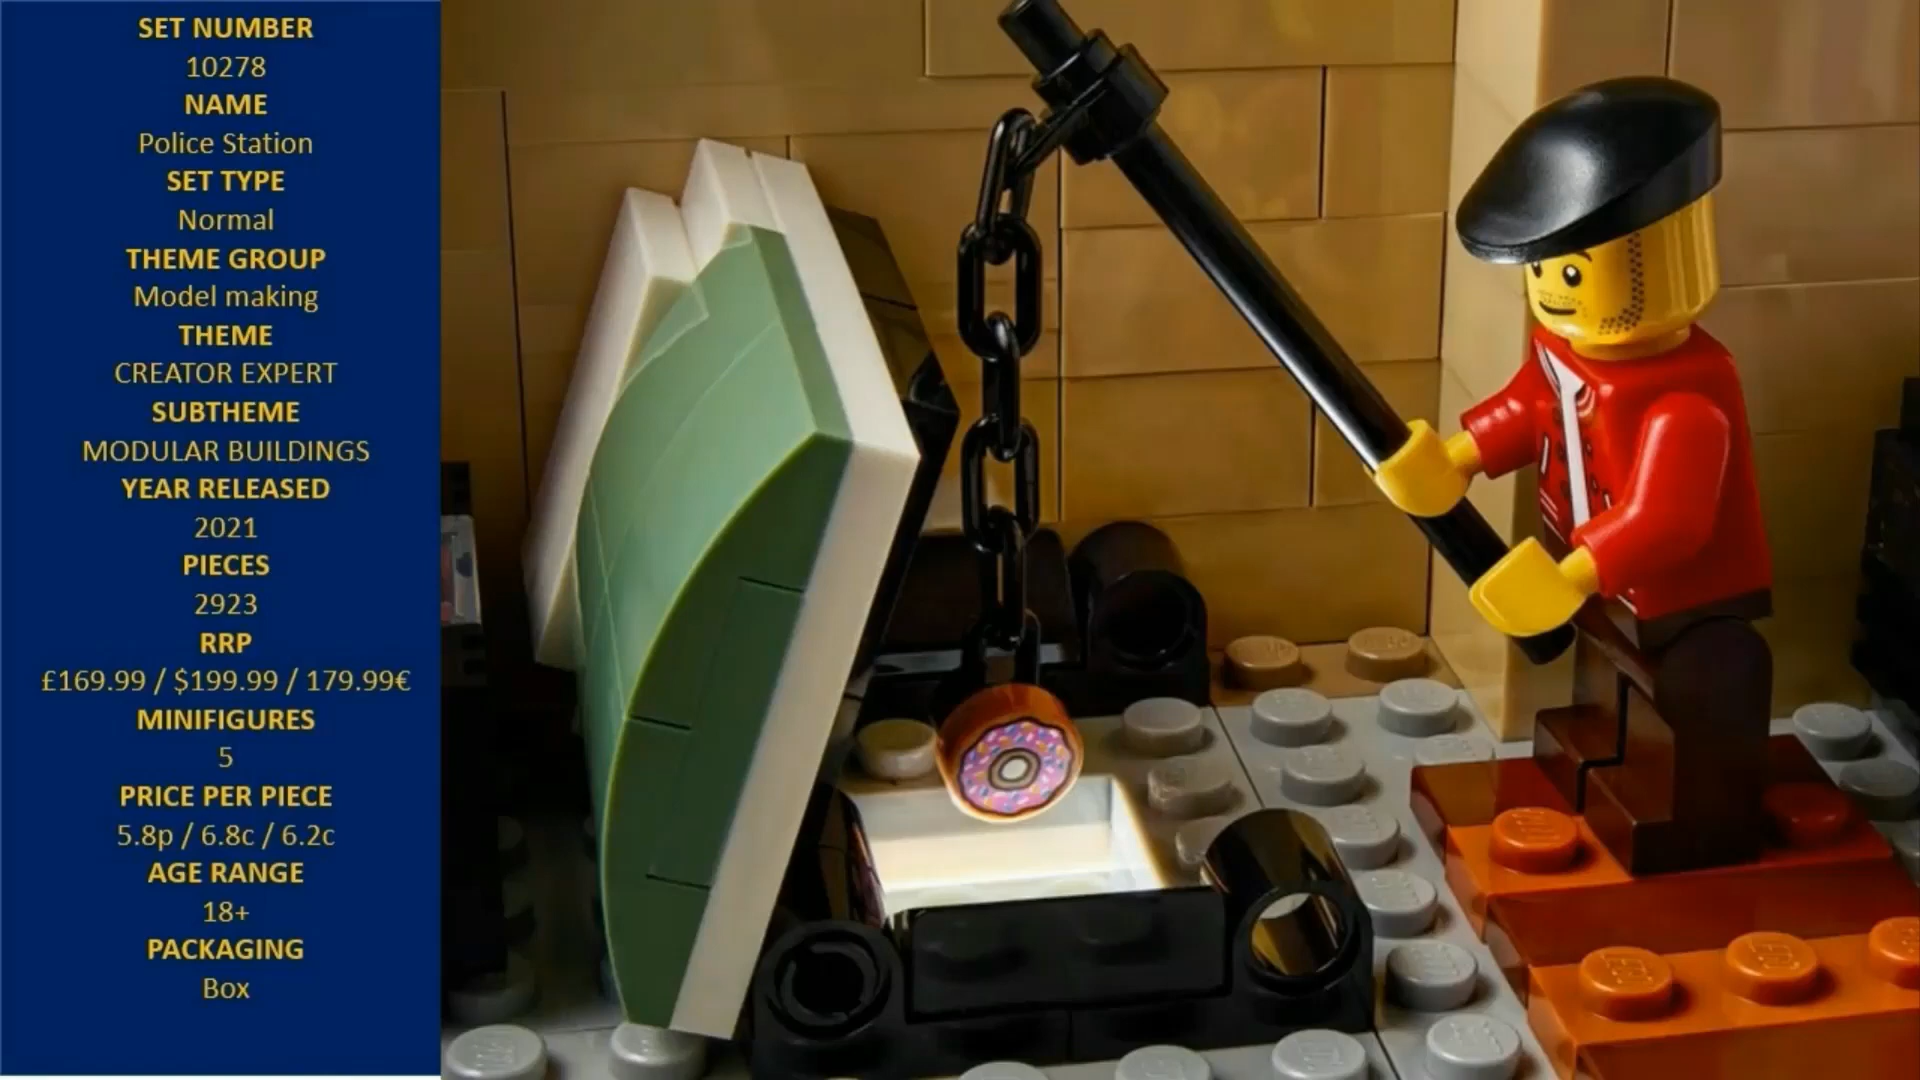 SET NUMBER
10278
NAME
Police Station
SET TYPE
Normal
THEME GROUP
Model making
THEME
CREATOR EXPERT
SUBTHEME
MODULAR BUILDINGS
YEAR RELEASED
2021
PIECES
2923
RRP
£169.99 / $199.99 / 179.99€
MINIFIGURES
5
PRICE PER PIECE
5.8p / 6.8c / 6.2c
AGE RANGE
18+
PACKAGING
Box